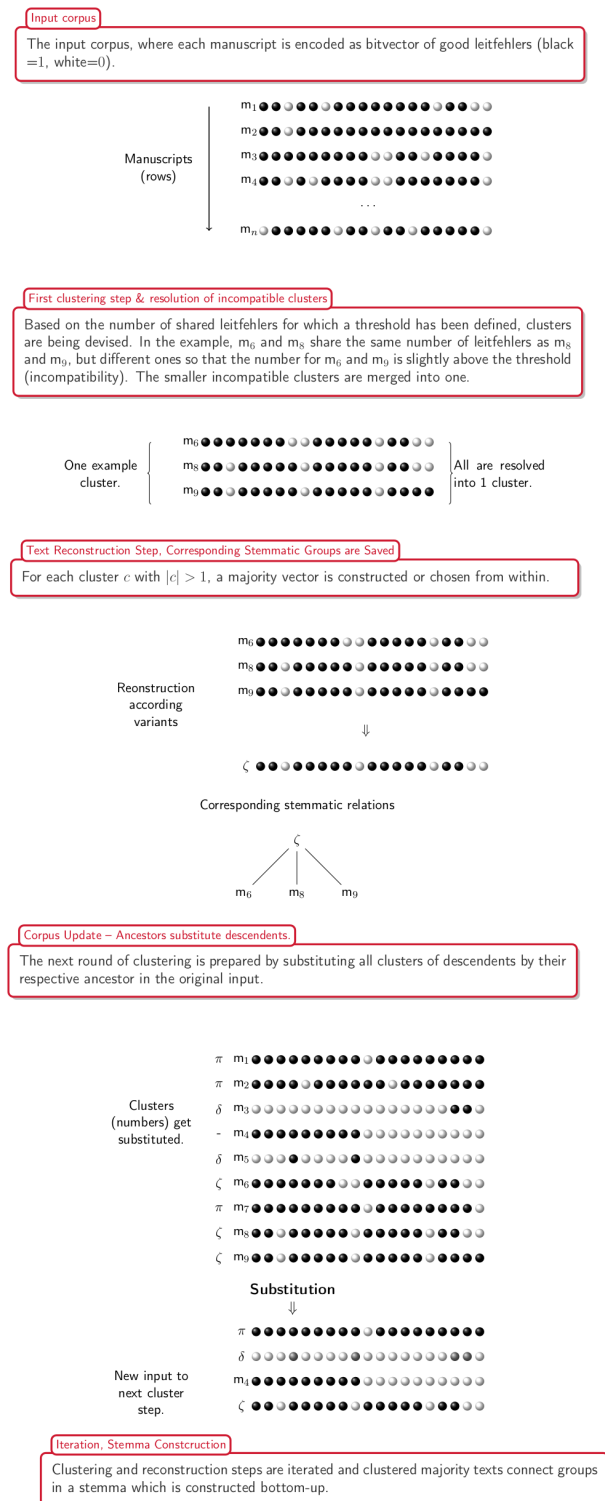 Input corpus
The input corpus, where each manuscript is encoded as bitvector of good leitfehlers (black
=1, white=0).
m₁
m₂
Manuscripts
(rows)
m₃
m₄
...
mₙ
First clustering step & resolution of incompatible clusters
Based on the number of shared leitfehlers for which a threshold has been defined, clusters
are being devised. In the example, m₆ and m₈ share the same number of leitfehlers as m₈
and m₉, but different ones so that the number for m₆ and m₉ is slightly above the threshold
(incompatibility). The smaller incompatible clusters are merged into one.
One example
cluster.
m₆
m₈
m₉
All are resolved
into 1 cluster.
Text Reconstruction Step, Corresponding Stemmatic Groups are Saved
For each cluster c with |c| > 1, a majority vector is constructed or chosen from within.
m₆
m₈
m₉
Reonstruction
according
variants
⇓
ζ
Corresponding stemmatic relations
ζ
m₆ m₈ m₉
Corpus Update – Ancestors substitute descendents.
The next round of clustering is prepared by substituting all clusters of descendents by their
respective ancestor in the original input.
Clusters
(numbers) get
substituted.
π m₁
π m₂
δ m₃
- m₄
δ m₅
ζ m₆
π m₇
ζ m₈
ζ m₉
Substitution
⇓
π
δ
m₄
ζ
New input to
next cluster
step.
Iteration, Stemma Constcruction
Clustering and reconstruction steps are iterated and clustered majority texts connect groups
in a stemma which is constructed bottom-up.